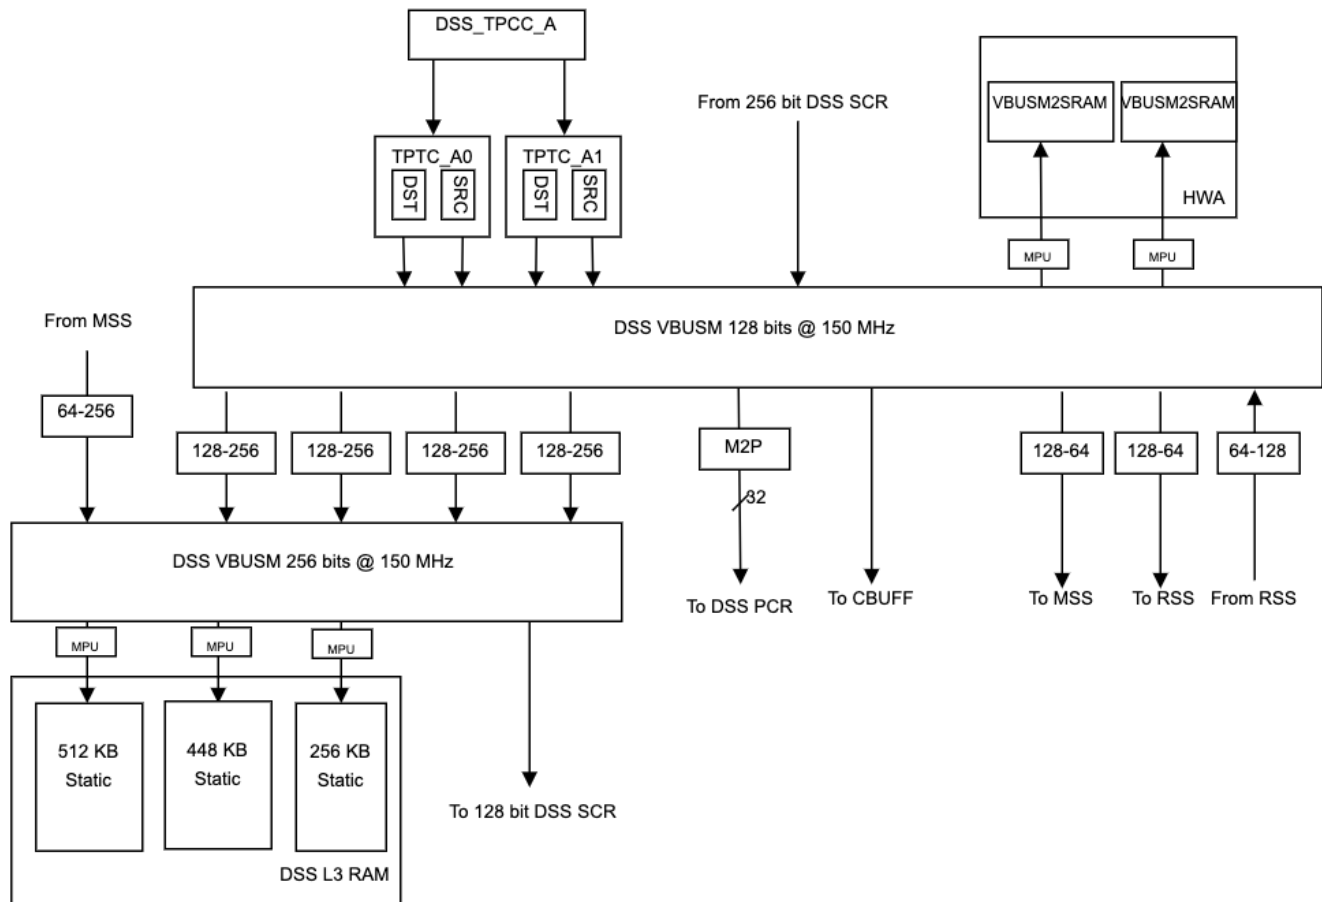 DSS_TPCC_A
From 256 bit DSS SCR
VBUSM2SRAM
VBUSM2SRAM
TPTC_A0
TPTC_A1
DST
SRC
DST
SRC
HWA
MPU
MPU
From MSS
DSS VBUSM 128 bits @ 150 MHz
64-256
128-256
128-256
128-256
128-256
M2P
128-64
128-64
64-128
32
DSS VBUSM 256 bits @ 150 MHz
To DSS PCR
To CBUFF
To MSS
To RSS
From RSS
MPU
MPU
MPU
512 KB
Static
448 KB
Static
256 KB
Static
To 128 bit DSS SCR
DSS L3 RAM